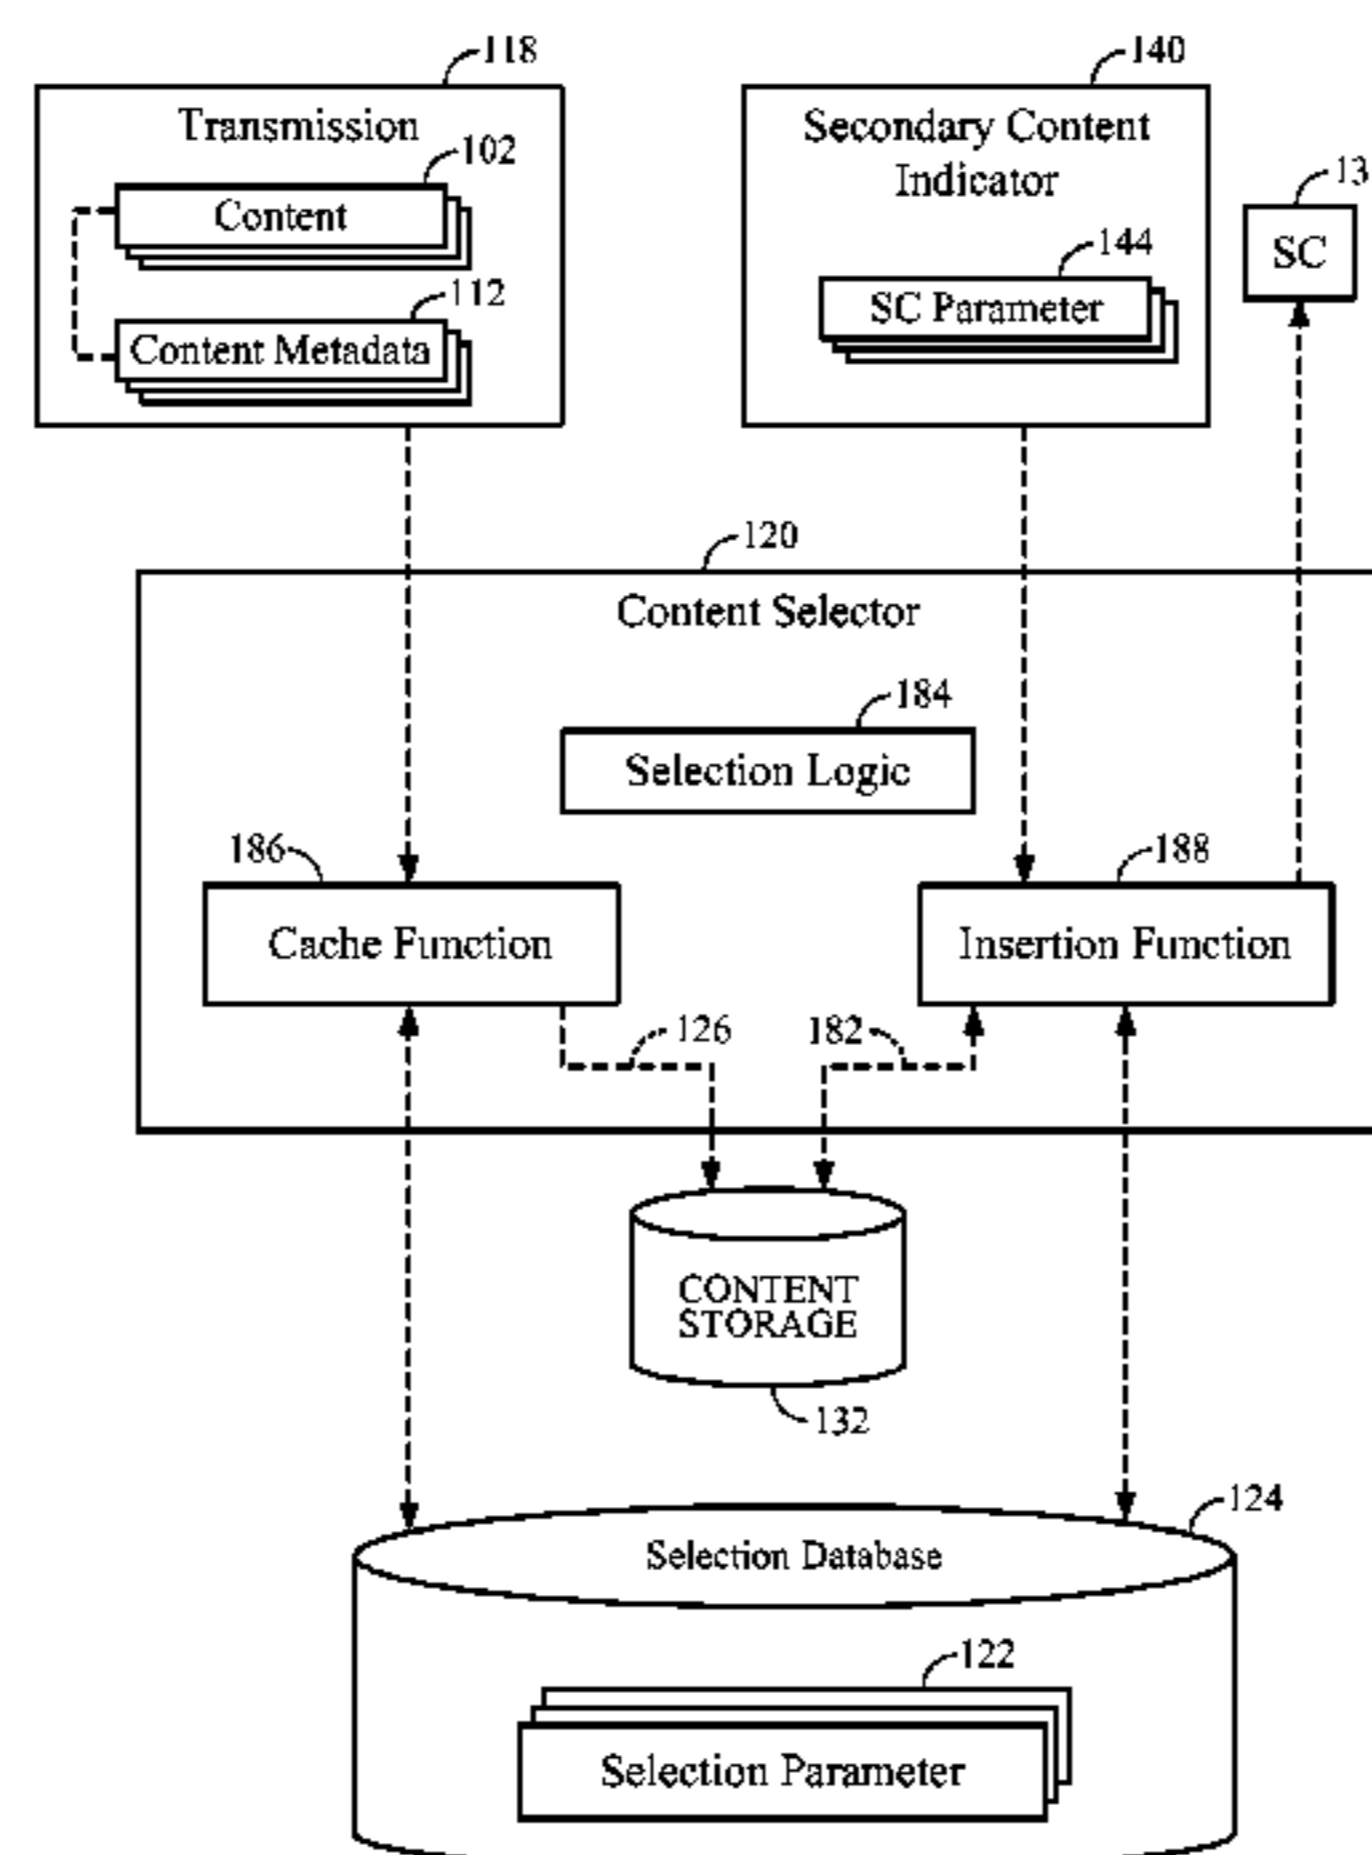 118
140
Transmission
Secondary Content
Indicator
102
Content
13
SC
144
SC Parameter
112
Content Metadata
120
Content Selector
184
Selection Logic
186
188
Cache Function
Insertion Function
126
182
CONTENT
STORAGE
132
124
Selection Database
122
Selection Parameter